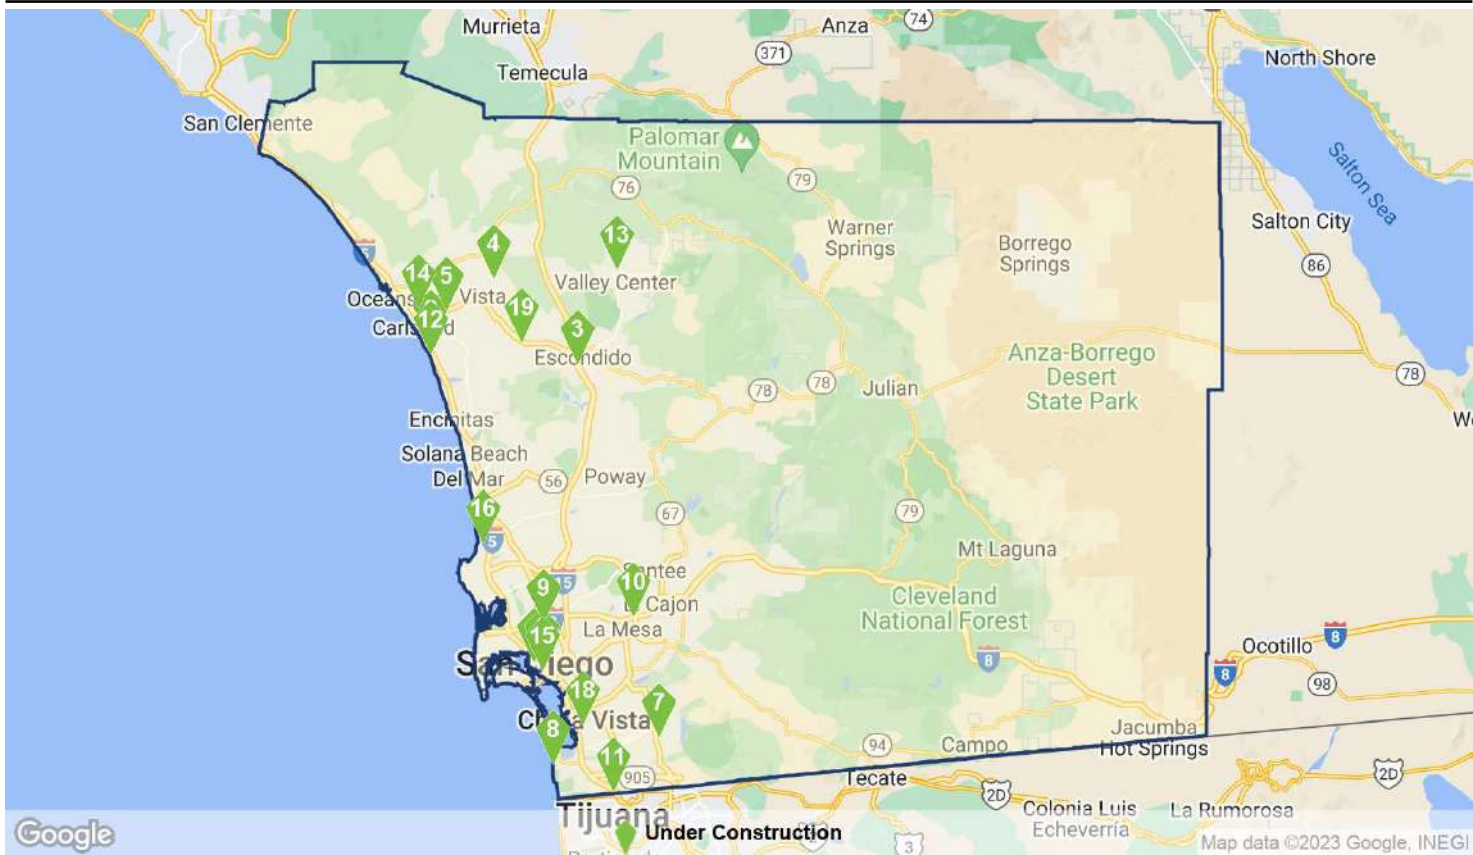 Murrieta
Anza
74
371
North Shore
Temecula
San Clemente
Palomar
Mountain
Salton Sea
76
79
Salton City
Warner
Springs
Borrego
Springs
13
4
86
14
5
Valley Center
Oceans
Vista
19
12
3
Carls d
Escondido
Anza-Borrego
Desert
State Park
78
78
78
Julian
Encinitas
Solana Beach
Del Mar
56
Poway
16
67
79
5
Mt Laguna
Santee
15
9
10
El Cajon
Cleveland
National Forest
La Mesa
15
8
8
Ocotillo
San Diego
8
98
18
7
Chula Vista
8
Jacumba
Hot Springs
11
94
Campo
905
Tecate
2D
2D
Tijuana
Colonia Luis
Echeverría
La Rumorosa
Google
Under Construction
3
Map data ©2023 Google, INEGI